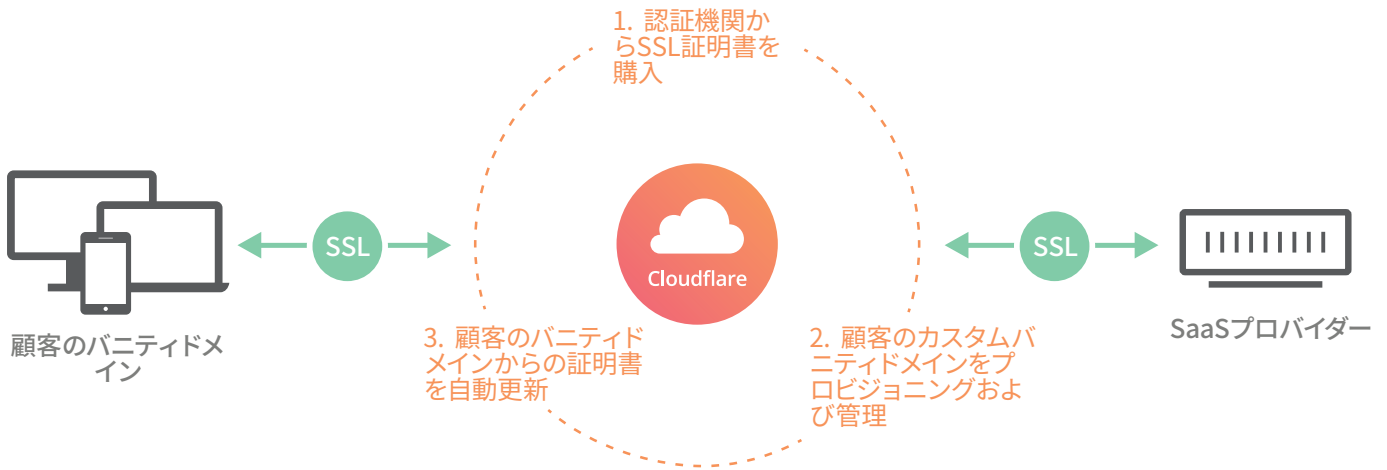 1. 認証機関か
らSSL証明書を
購入
SSL
Cloudflare
SSL
顧客のバニティドメ
イン
3. 顧客のバニティド
メインからの証明書
を自動更新
2. 顧客のカスタムバ
ニティドメインをプ
ロビジョニングおよ
び管理
SaaSプロバイダー